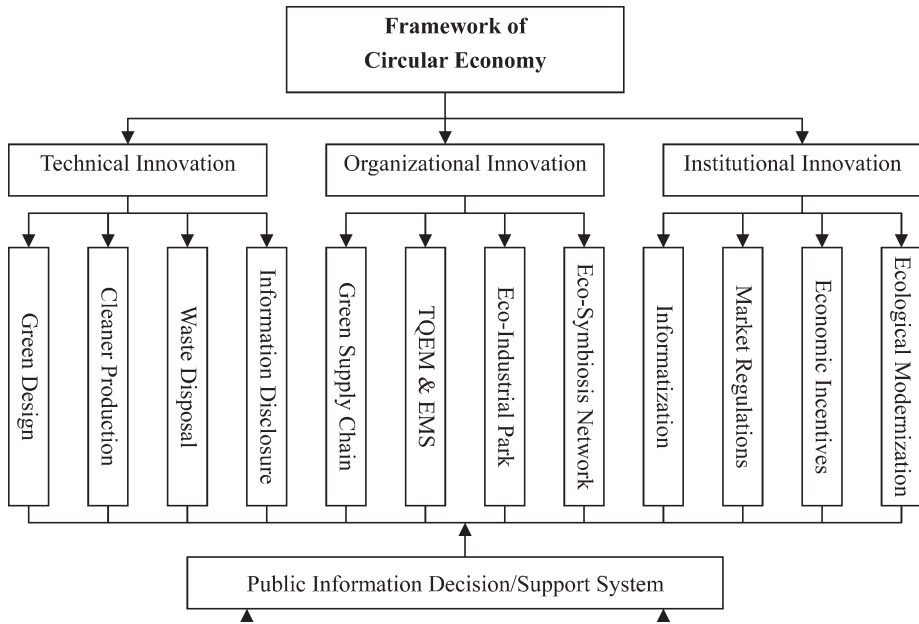 Framework of
Circular Economy
Technical Innovation
Organizational Innovation
Institutional Innovation
Green Design
Cleaner Production
Waste Disposal
Information Disclosure
Green Supply Chain
TQEM & EMS
Eco-Industrial Park
Eco-Symbiosis Network
Informatization
Market Regulations
Economic Incentives
Ecological Modernization
Public Information Decision/Support System